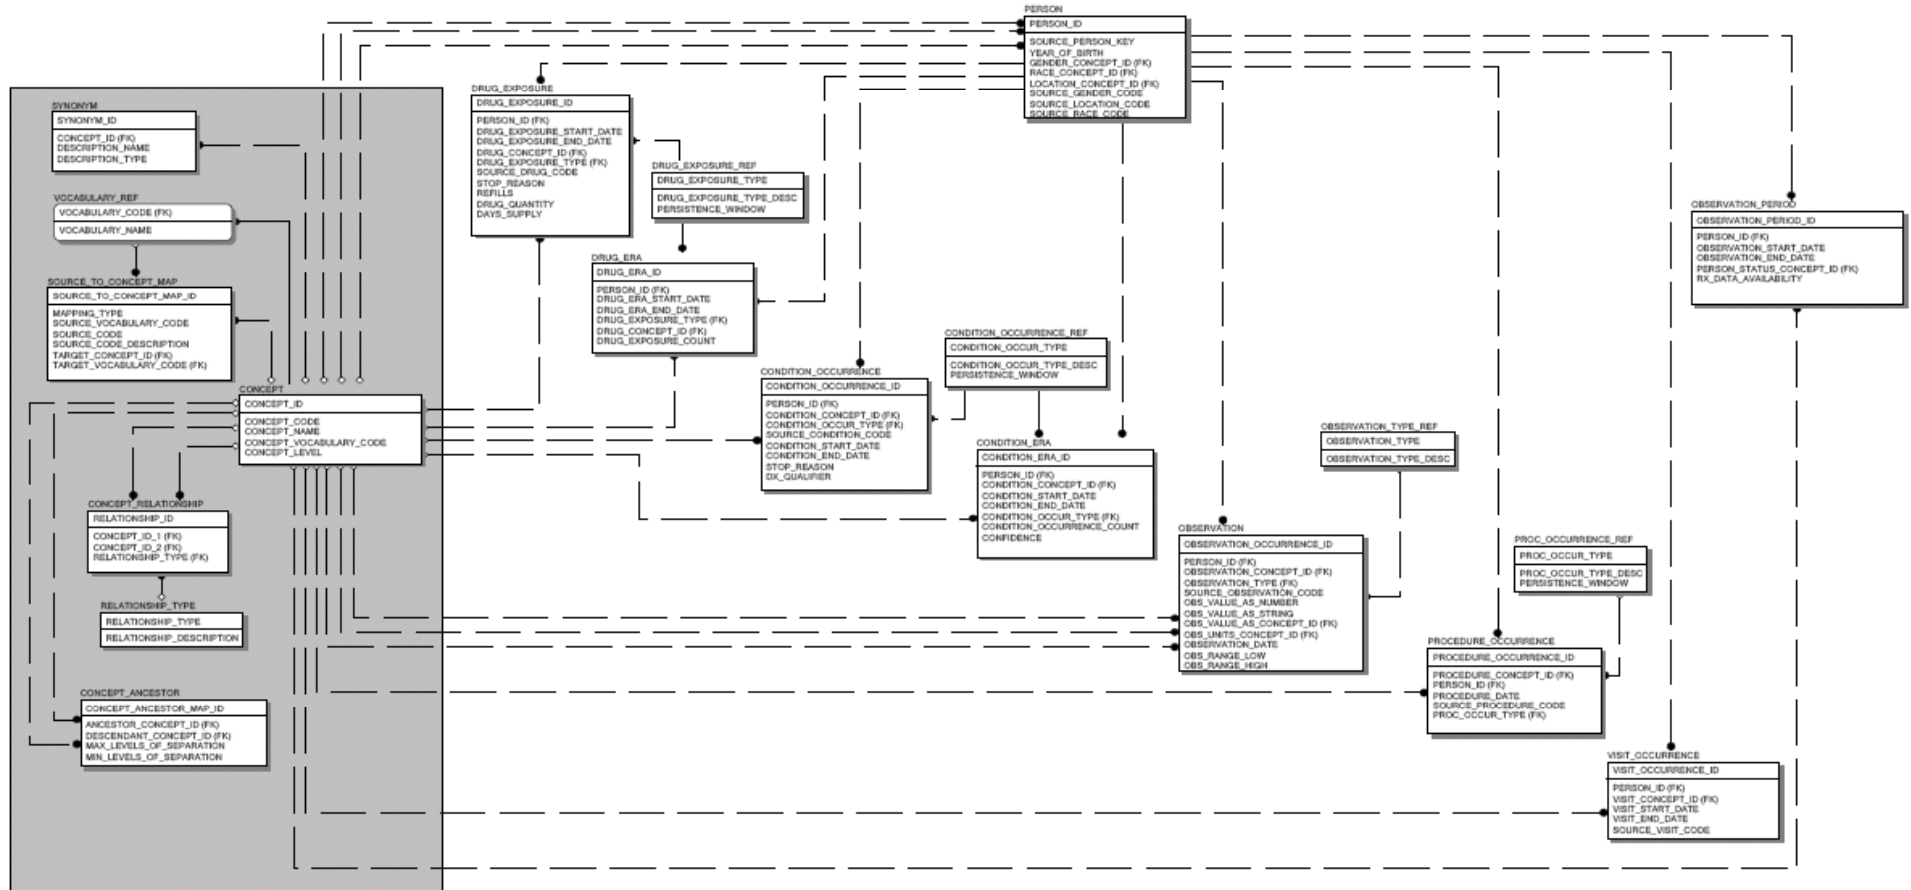 PERSON
PERSON_ID
SOURCE_PERSON_KEY
YEAR_OF_BIRTH
GENDER_CONCEPT_ID (FK)
RACE_CONCEPT_ID (FK)
LOCATION_CONCEPT_ID (FK)
SOURCE_GENDER_CODE
SOURCE_LOCATION_CODE
SOURCE_RACE_CODE
SYNONYM
SYNONYM_ID
CONCEPT_ID (FK)
DESCRIPTION_NAME
DESCRIPTION_TYPE
VOCABULARY_REF
VOCABULARY_CODE (FK)
VOCABULARY_NAME
SOURCE_TO_CONCEPT_MAP
SOURCE_TO_CONCEPT_MAP_ID
MAPPING_TYPE
SOURCE_VOCABULARY_CODE
SOURCE_CODE
SOURCE_CODE_DESCRIPTION
TARGET_CONCEPT_ID (FK)
TARGET_VOCABULARY_CODE (FK)
CONCEPT
CONCEPT_ID
CONCEPT_CODE
CONCEPT_NAME
CONCEPT_VOCABULARY_CODE
CONCEPT_LEVEL
CONCEPT_RELATIONSHIP
RELATIONSHIP_ID
CONCEPT_ID_1 (FK)
CONCEPT_ID_2 (FK)
RELATIONSHIP_TYPE (FK)
RELATIONSHIP_TYPE
RELATIONSHIP_TYPE
RELATIONSHIP_DESCRIPTION
CONCEPT_ANCESTOR
CONCEPT_ANCESTOR_MAP_ID
ANCESTOR_CONCEPT_ID (FK)
DESCENDANT_CONCEPT_ID (FK)
MAX_LEVELS_OF_SEPARATION
MIN_LEVELS_OF_SEPARATION
DRUG_EXPOSURE
DRUG_EXPOSURE_ID
PERSON_ID (FK)
DRUG_EXPOSURE_START_DATE
DRUG_EXPOSURE_END_DATE
DRUG_CONCEPT_ID (FK)
DRUG_EXPOSURE_TYPE (FK)
SOURCE_DRUG_CODE
STOP_REASON
REFILLS
DRUG_QUANTITY
DAYS_SUPPLY
DRUG_EXPOSURE_REF
DRUG_EXPOSURE_TYPE
DRUG_EXPOSURE_TYPE_DESC
PERSISTENCE_WINDOW
DRUG_ERA
DRUG_ERA_ID
PERSON_ID (FK)
DRUG_ERA_START_DATE
DRUG_ERA_END_DATE
DRUG_EXPOSURE_TYPE (FK)
DRUG_CONCEPT_ID (FK)
DRUG_EXPOSURE_COUNT
CONDITION_OCCURRENCE
CONDITION_OCCURRENCE_ID
PERSON_ID (FK)
CONDITION_CONCEPT_ID (FK)
CONDITION_OCCUR_TYPE (FK)
SOURCE_CONDITION_CODE
CONDITION_START_DATE
CONDITION_END_DATE
STOP_REASON
DX_QUALIFIER
CONDITION_OCCURRENCE_REF
CONDITION_OCCUR_TYPE
CONDITION_OCCUR_TYPE_DESC
PERSISTENCE_WINDOW
CONDITION_ERA
CONDITION_ERA_ID
PERSON_ID (FK)
CONDITION_CONCEPT_ID (FK)
CONDITION_START_DATE
CONDITION_END_DATE
CONDITION_OCCUR_TYPE (FK)
CONDITION_OCCURRENCE_COUNT
CONFIDENCE
OBSERVATION
OBSERVATION_OCCURRENCE_ID
PERSON_ID (FK)
OBSERVATION_CONCEPT_ID (FK)
OBSERVATION_TYPE (FK)
SOURCE_OBSERVATION_CODE
OBS_VALUE_AS_NUMBER
OBS_VALUE_AS_STRING
OBS_VALUE_AS_CONCEPT_ID (FK)
OBS_UNITS_CONCEPT_ID (FK)
OBSERVATION_DATE
OBS_RANGE_LOW
OBS_RANGE_HIGH
OBSERVATION_TYPE_REF
OBSERVATION_TYPE
OBSERVATION_TYPE_DESC
PROC_OCCURRENCE_REF
PROC_OCCUR_TYPE
PROC_OCCUR_TYPE_DESC
PERSISTENCE_WINDOW
PROCEDURE_OCCURRENCE
PROCEDURE_OCCURRENCE_ID
PROCEDURE_CONCEPT_ID (FK)
PERSON_ID (FK)
PROCEDURE_DATE
SOURCE_PROCEDURE_CODE
PROC_OCCUR_TYPE (FK)
OBSERVATION_PERIOD
OBSERVATION_PERIOD_ID
PERSON_ID (FK)
OBSERVATION_START_DATE
OBSERVATION_END_DATE
PERSON_STATUS_CONCEPT_ID (FK)
RX_DATA_AVAILABILITY
VISIT_OCCURRENCE
VISIT_OCCURRENCE_ID
PERSON_ID (FK)
VISIT_CONCEPT_ID (FK)
VISIT_START_DATE
VISIT_END_DATE
SOURCE_VISIT_CODE